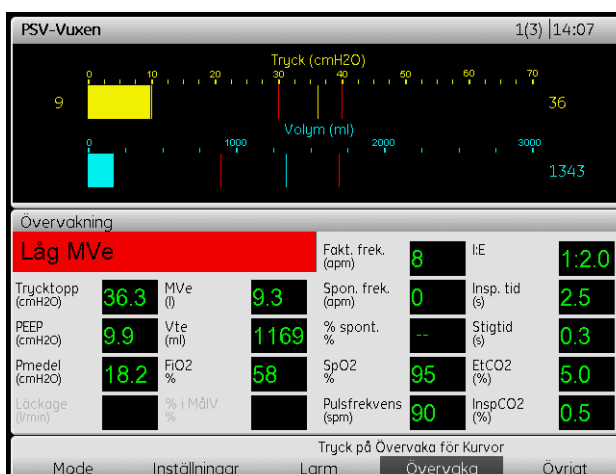 PSV-Vuxen 1(3) 14:07
Tryck (cmH2O)
0 10 20 30 40 50 60 70
9 36
Volym (ml)
0 1000 2000 3000
1343
Övervakning
Låg MVe
Fakt. frek. (apm) 8 I:E 1:2.0
Trycktopp (cmH2O) 36.3 MVe (l) 9.3 Spon. frek. (apm) 0 Insp. tid (s) 2.5
PEEP (cmH2O) 9.9 Vte (ml) 1169 % spont. % -- Stigtid (s) 0.3
Pmedel (cmH2O) 18.2 FiO2 % 58 SpO2 % 95 EtCO2 (%) 5.0
Läckage (l/min) % i MålV % Pulsfrekvens (spm) 90 InspCO2 (%) 0.5
Tryck på Övervaka för Kurvor
Mode Inställningar Larm Övervaka Övrigt